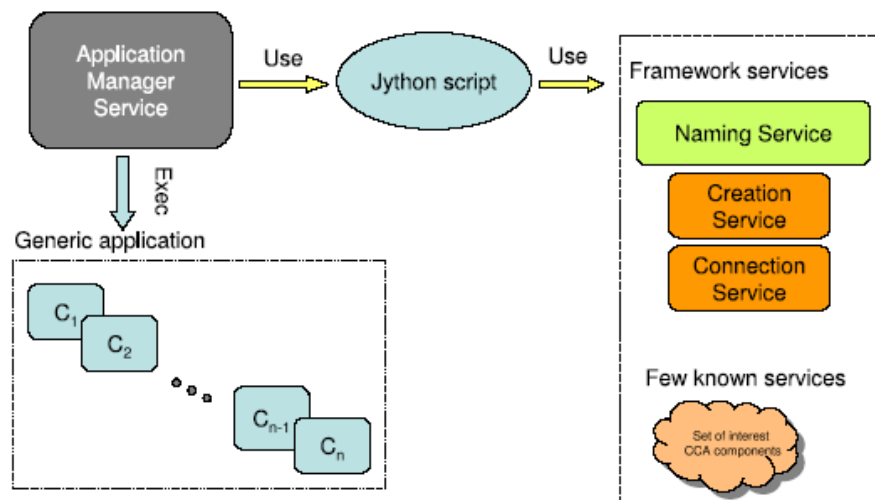 Application
Manager
Service
Use
Jython script
Use
Framework services
Naming Service
Creation
Service
Connection
Service
Exec
Generic application
C1
C2
Cn-1
Cn
Few known services
Set of interest
CCA components